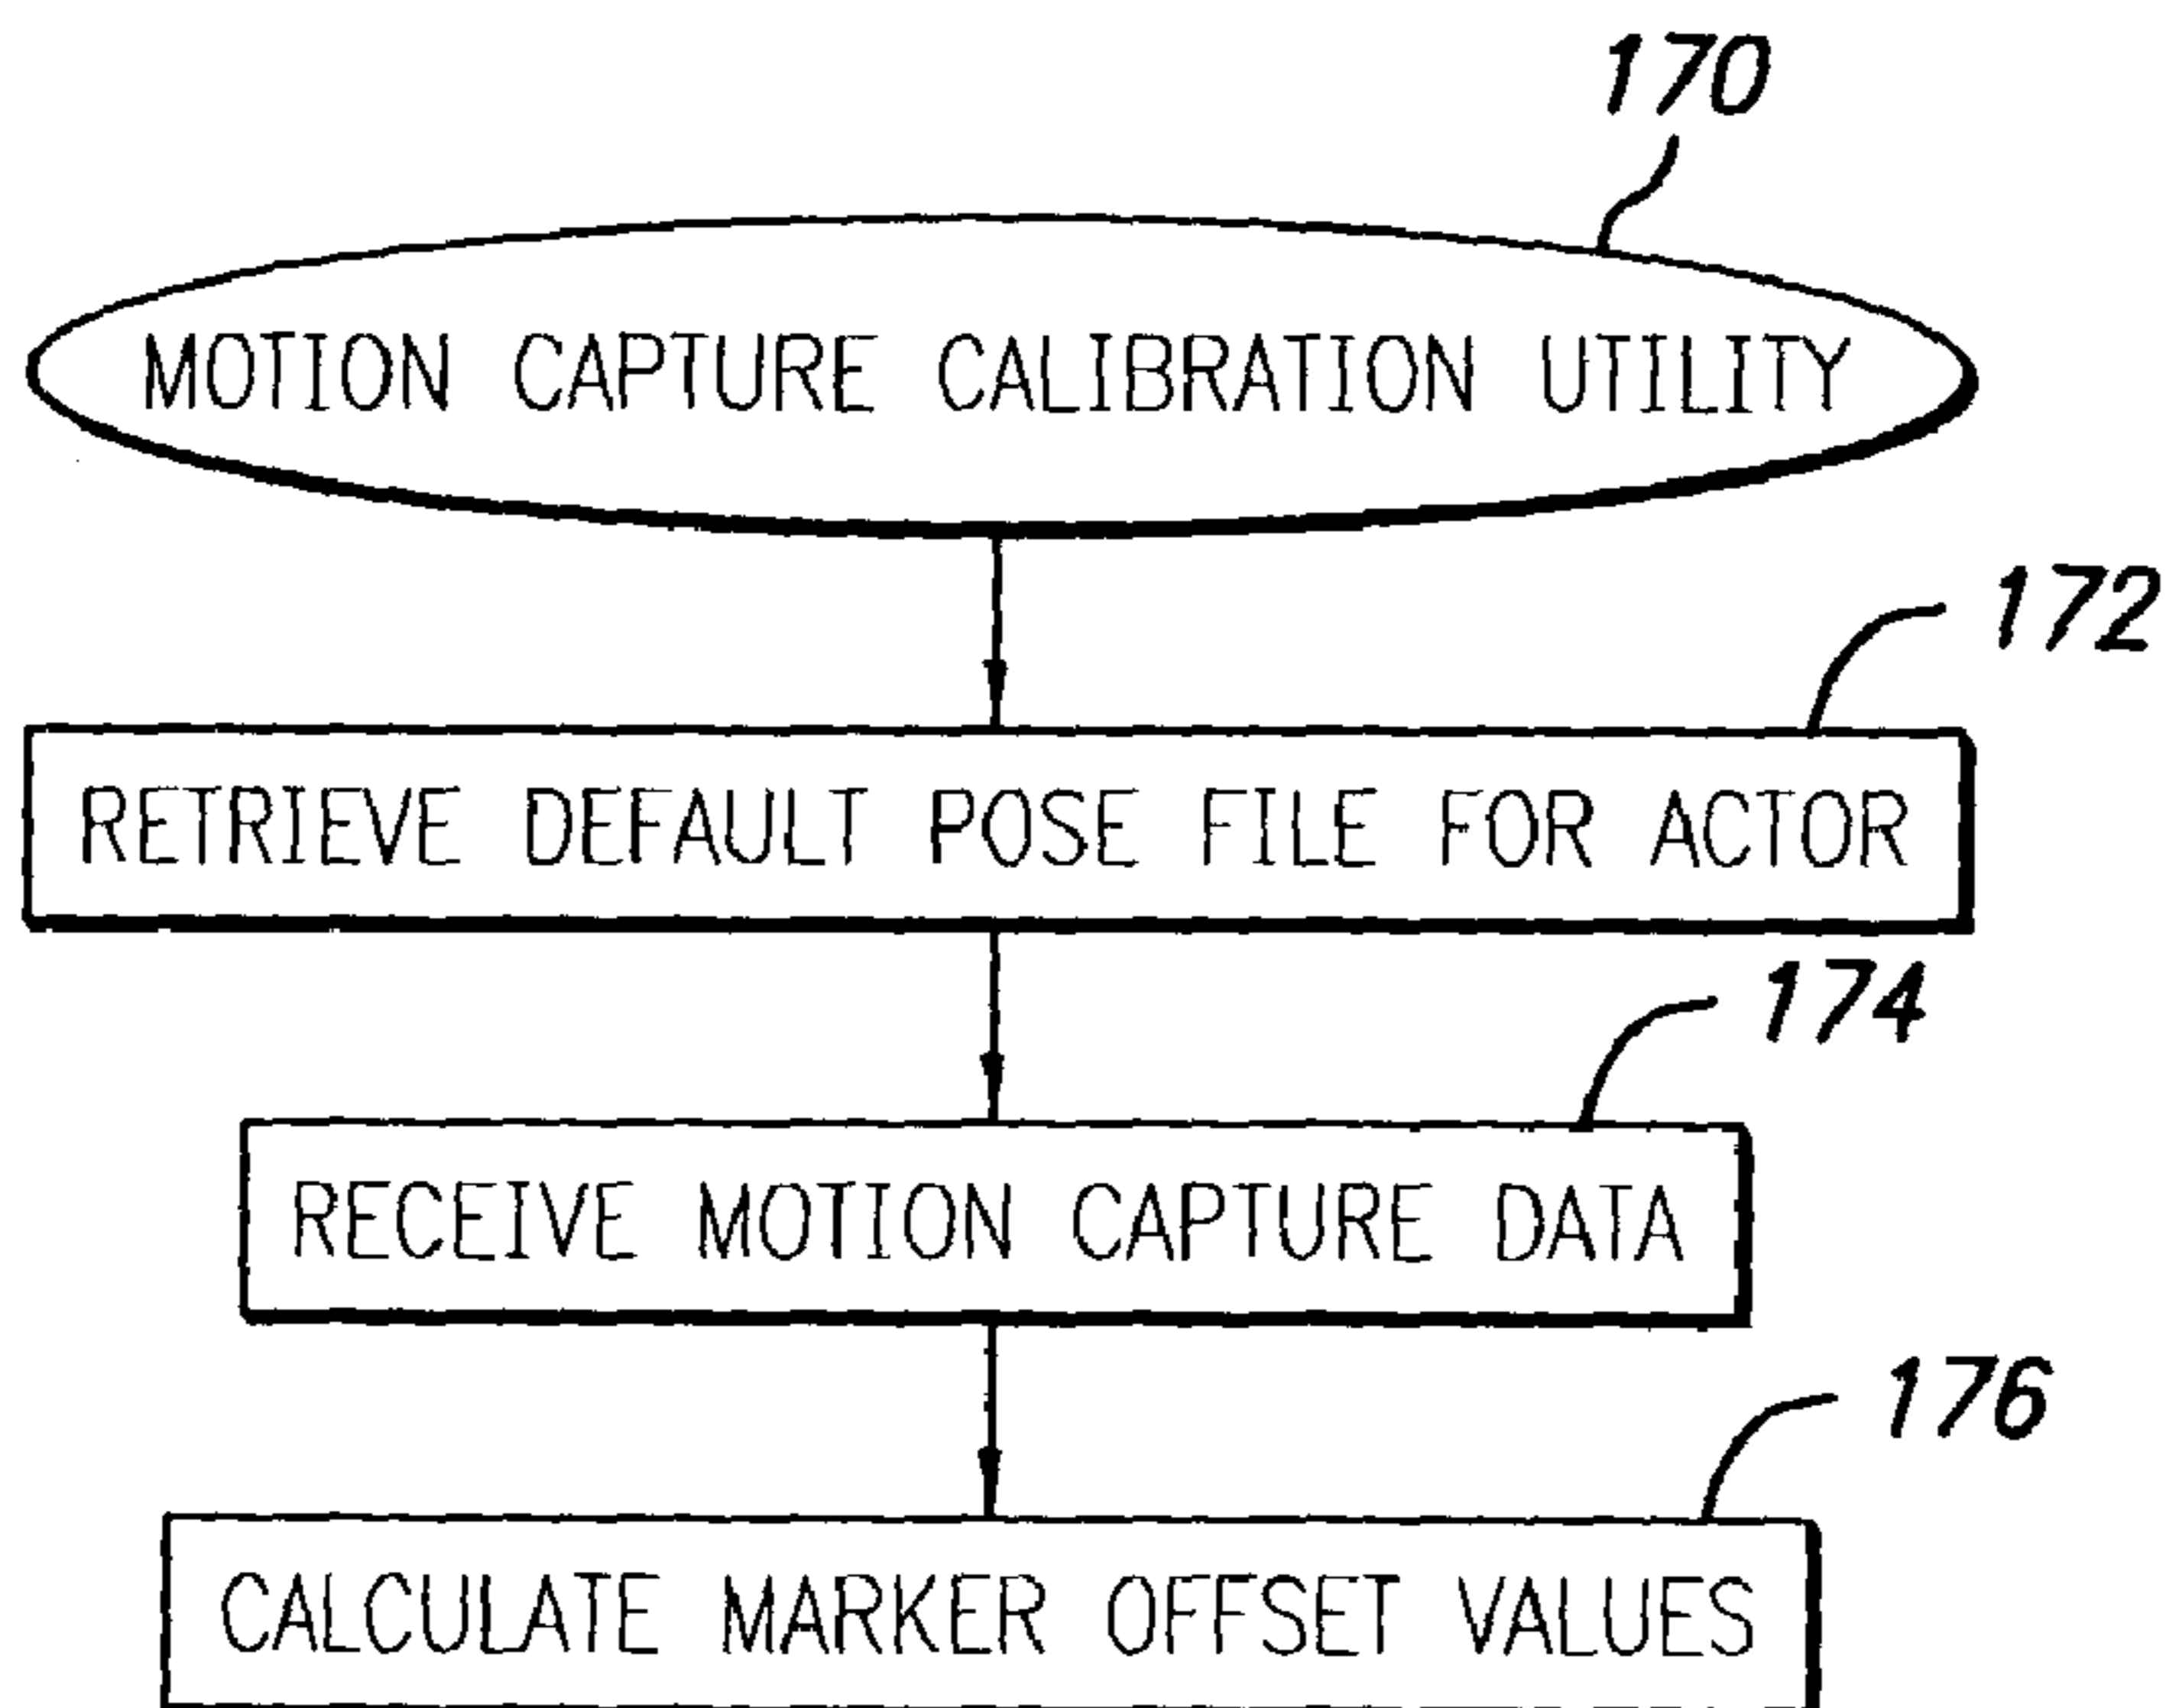 170
MOTION CAPTURE CALIBRATION UTILITY
172
RETRIEVE DEFAULT POSE FILE FOR ACTOR
174
RECEIVE MOTION CAPTURE DATA
176
CALCULATE MARKER OFFSET VALUES